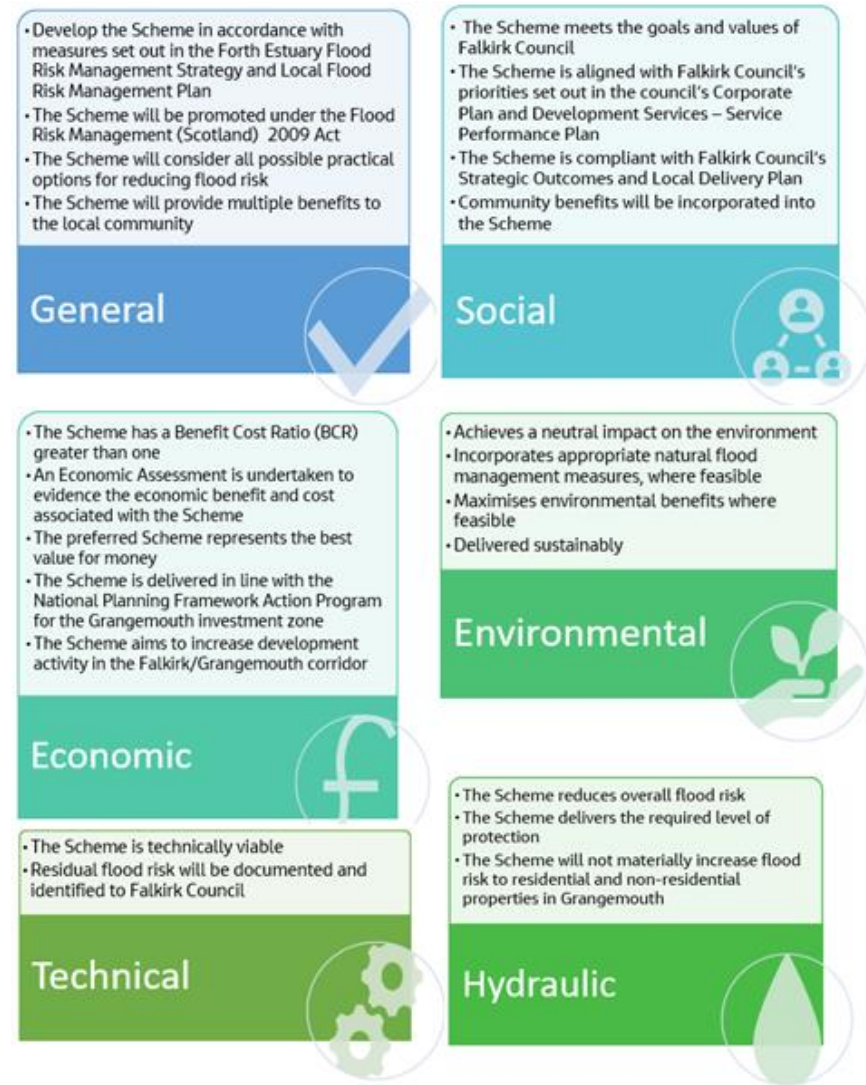 • Develop the Scheme in accordance with
measures set out in the Forth Estuary Flood
Risk Management Strategy and Local Flood
Risk Management Plan
• The Scheme will be promoted under the Flood
Risk Management (Scotland) 2009 Act
• The Scheme will consider all possible practical
options for reducing flood risk
• The Scheme will provide multiple benefits to
the local community
General
• The Scheme meets the goals and values of
Falkirk Council
• The Scheme is aligned with Falkirk Council's
priorities set out in the council's Corporate
Plan and Development Services – Service
Performance Plan
• The Scheme is compliant with Falkirk Council's
Strategic Outcomes and Local Delivery Plan
• Community benefits will be incorporated into
the Scheme
Social
• The Scheme has a Benefit Cost Ratio (BCR)
greater than one
• An Economic Assessment is undertaken to
evidence the economic benefit and cost
associated with the Scheme
• The preferred Scheme represents the best
value for money
• The Scheme is delivered in line with the
National Planning Framework Action Program
for the Grangemouth investment zone
• The Scheme aims to increase development
activity in the Falkirk/Grangemouth corridor
Economic
£
• Achieves a neutral impact on the environment
• Incorporates appropriate natural flood
management measures, where feasible
• Maximises environmental benefits where
feasible
• Delivered sustainably
Environmental
• The Scheme is technically viable
• Residual flood risk will be documented and
identified to Falkirk Council
Technical
• The Scheme reduces overall flood risk
• The Scheme delivers the required level of
protection
• The Scheme will not materially increase flood
risk to residential and non-residential
properties in Grangemouth
Hydraulic